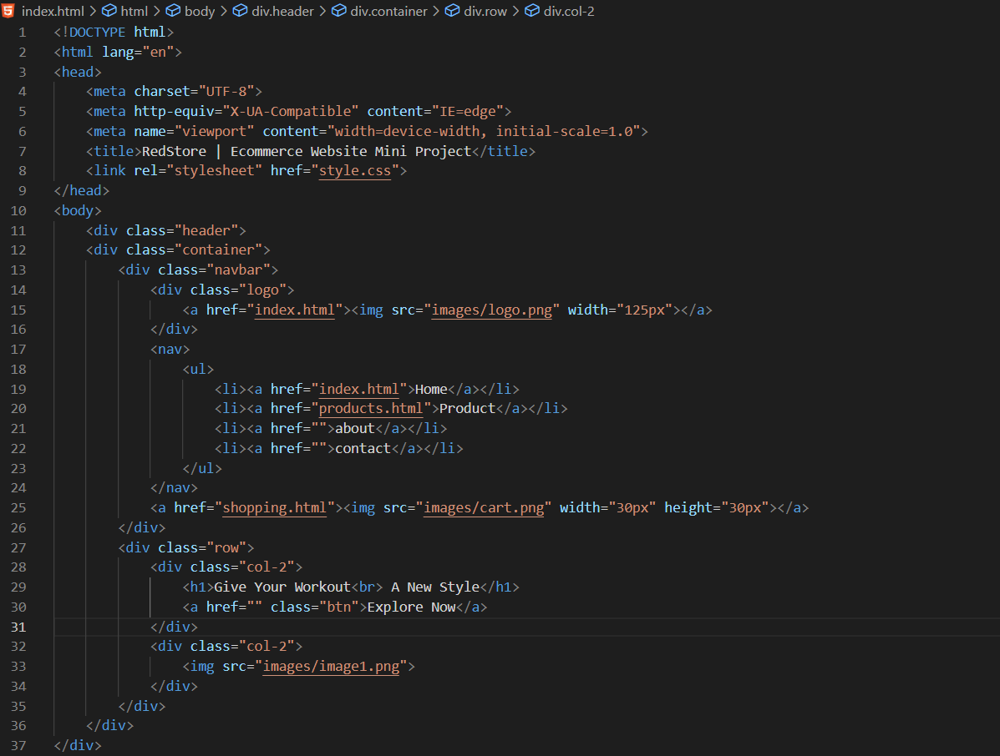 index.html > html > body > div.header > div.container > div.row > div.col-2
1 <!DOCTYPE html>
2 <html lang="en">
3 <head>
4     <meta charset="UTF-8">
5     <meta http-equiv="X-UA-Compatible" content="IE=edge">
6     <meta name="viewport" content="width=device-width, initial-scale=1.0">
7     <title>RedStore | Ecommerce Website Mini Project</title>
8     <link rel="stylesheet" href="style.css">
9 </head>
10 <body>
11     <div class="header">
12     <div class="container">
13         <div class="navbar">
14             <div class="logo">
15                 <a href="index.html"><img src="images/logo.png" width="125px"></a>
16             </div>
17             <nav>
18                 <ul>
19                     <li><a href="index.html">Home</a></li>
20                     <li><a href="products.html">Product</a></li>
21                     <li><a href="">about</a></li>
22                     <li><a href="">contact</a></li>
23                 </ul>
24             </nav>
25             <a href="shopping.html"><img src="images/cart.png" width="30px" height="30px"></a>
26         </div>
27         <div class="row">
28             <div class="col-2">
29                 <h1>Give Your Workout<br> A New Style</h1>
30                 <a href="" class="btn">Explore Now</a>
31             </div>
32             <div class="col-2">
33                 <img src="images/image1.png">
34             </div>
35         </div>
36     </div>
37 </div>